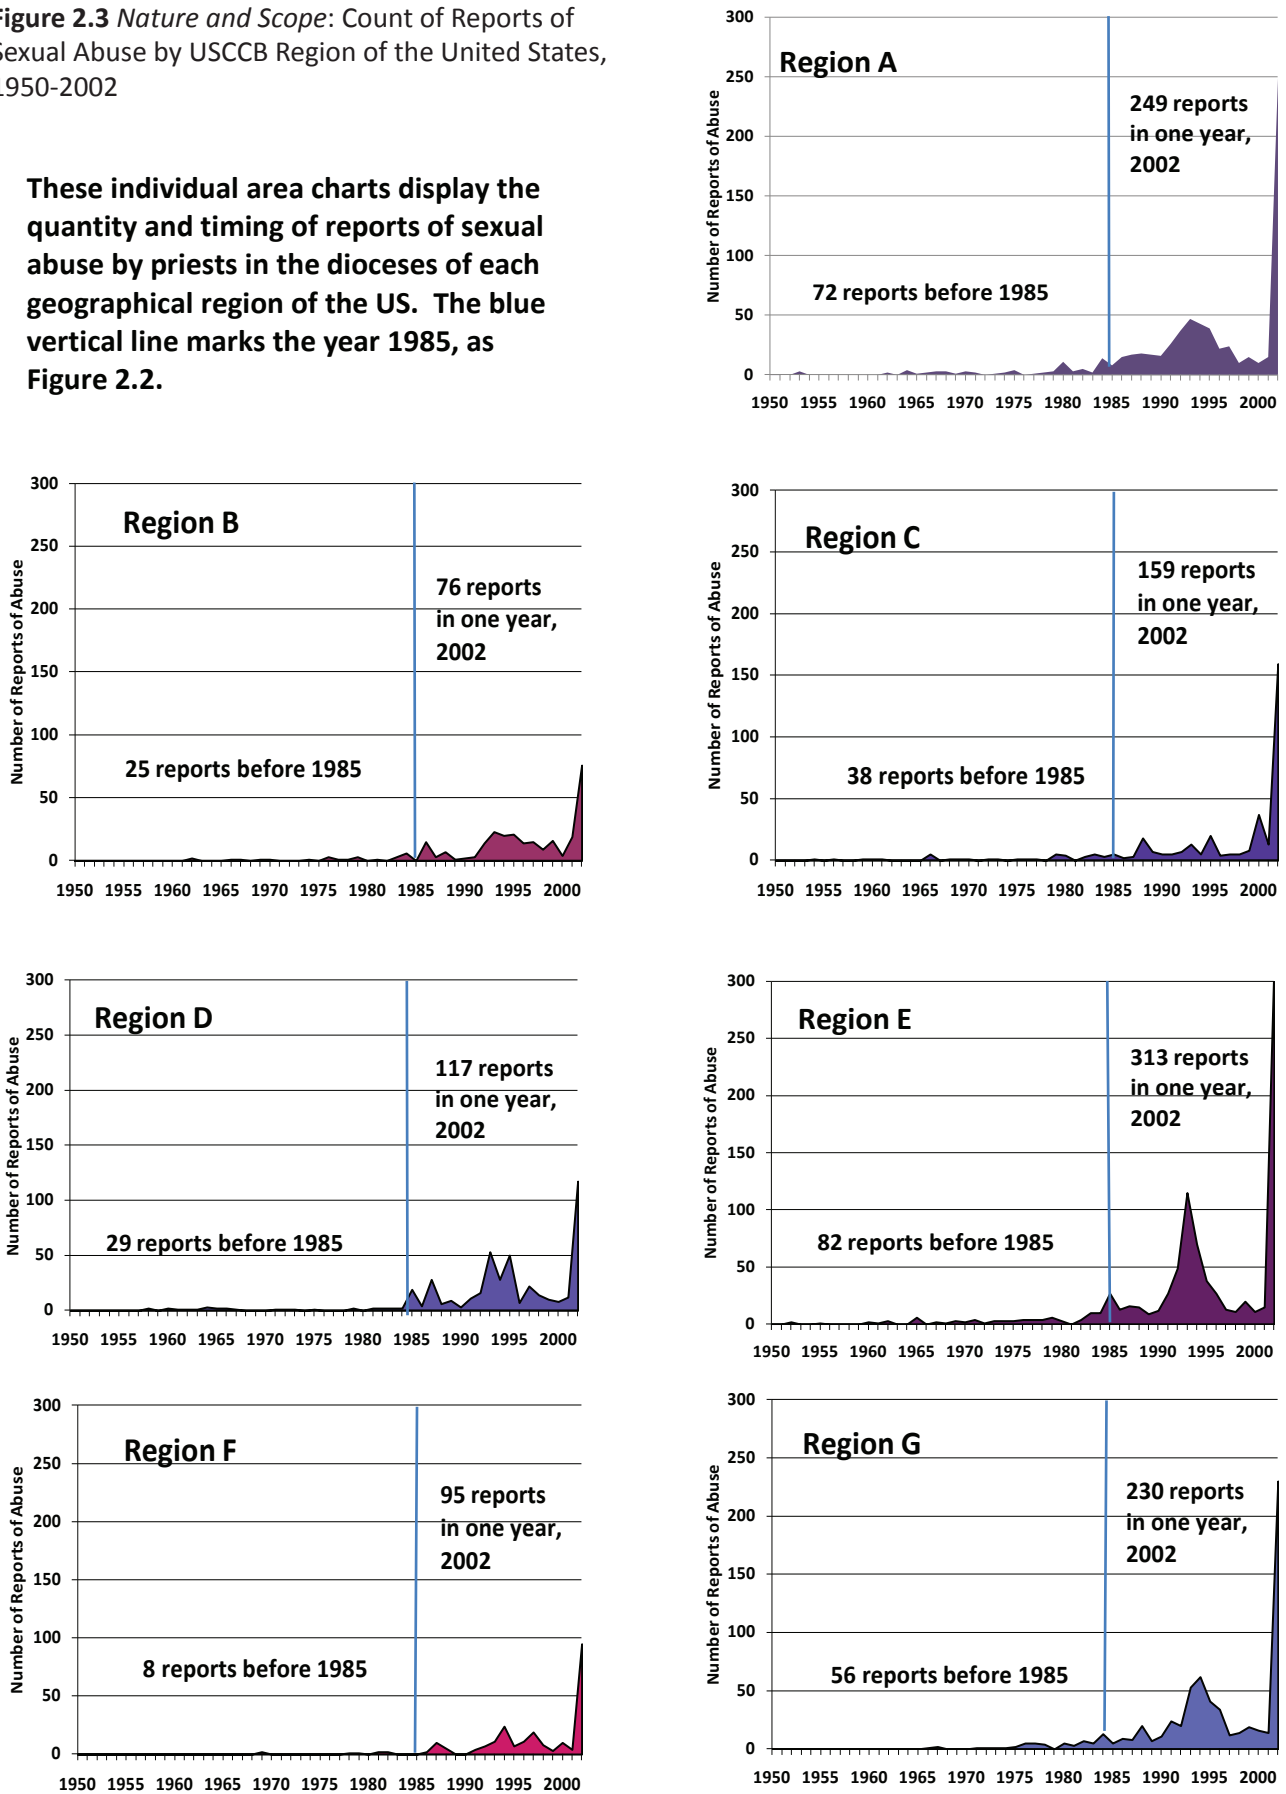 Figure 2.3 Nature and Scope: Count of Reports of
Sexual Abuse by USCCB Region of the United States,
1950-2002
These individual area charts display the
quantity and timing of reports of sexual
abuse by priests in the dioceses of each
geographical region of the US. The blue
vertical line marks the year 1985, as
Figure 2.2.
Region A
Number of Reports of Abuse
300
250
200
150
100
50
0
249 reports
in one year,
2002
72 reports before 1985
1950 1955 1960 1965 1970 1975 1980 1985 1990 1995 2000
Region B
Number of Reports of Abuse
300
250
200
150
100
50
0
76 reports
in one year,
2002
25 reports before 1985
1950 1955 1960 1965 1970 1975 1980 1985 1990 1995 2000
Region C
Number of Reports of Abuse
300
250
200
150
100
50
0
159 reports
in one year,
2002
38 reports before 1985
1950 1955 1960 1965 1970 1975 1980 1985 1990 1995 2000
Region D
Number of Reports of Abuse
300
250
200
150
100
50
0
117 reports
in one year,
2002
29 reports before 1985
1950 1955 1960 1965 1970 1975 1980 1985 1990 1995 2000
Region E
Number of Reports of Abuse
300
250
200
150
100
50
0
313 reports
in one year,
2002
82 reports before 1985
1950 1955 1960 1965 1970 1975 1980 1985 1990 1995 2000
Region F
Number of Reports of Abuse
300
250
200
150
100
50
0
95 reports
in one year,
2002
8 reports before 1985
1950 1955 1960 1965 1970 1975 1980 1985 1990 1995 2000
Region G
Number of Reports of Abuse
300
250
200
150
100
50
0
230 reports
in one year,
2002
56 reports before 1985
1950 1955 1960 1965 1970 1975 1980 1985 1990 1995 2000